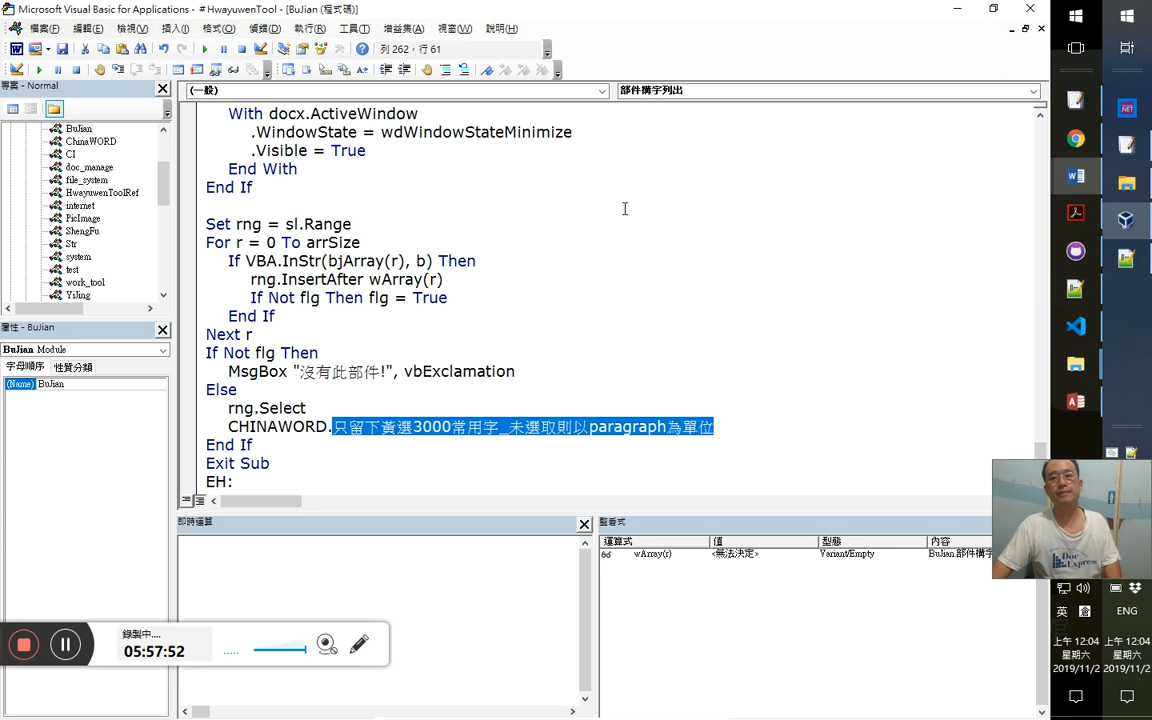 Microsoft Visual Basic for Applications - # HwayuwenTool - [BuJian (程式碼)]
檔案(F) 編輯(E) 檢視(V) 插入(I) 格式(O) 偵錯(D) 執行(R) 工具(T) 增益集(A) 視窗(W) 說明(H)
列 262，行 61
專案 - Normal
(一般)
部件構字列出
BuJian
ChinaWORD
CI
doc_manage
file_system
HwayuwenToolRef
internet
PicImage
ShengFu
Str
system
test
work_tool
YiJing
With docx.ActiveWindow
.WindowState = wdWindowStateMinimize
.Visible = True
End With
End If
Set rng = sl.Range
For r = 0 To arrSize
If VBA.InStr(bjArray(r), b) Then
rng.InsertAfter wArray(r)
If Not flg Then flg = True
End If
Next r
If Not flg Then
MsgBox "沒有此部件!", vbExclamation
Else
rng.Select
CHINAWORD.只留下黃選3000常用字_未選取則以paragraph為單位
End If
Exit Sub
EH:
屬性 - BuJian
BuJian Module
字母順序 性質分類
(Name) BuJian
即時運算
監看式
運算式 值 型態 內容
wArray(r) <無法決定> Variant/Empty BuJian.部件構字
錄製中....
05:57:52
Doc
Express
英 倉 ENG
上午 12:04 上午 12:04
星期六 星期六
2019/11/2 2019/11/2